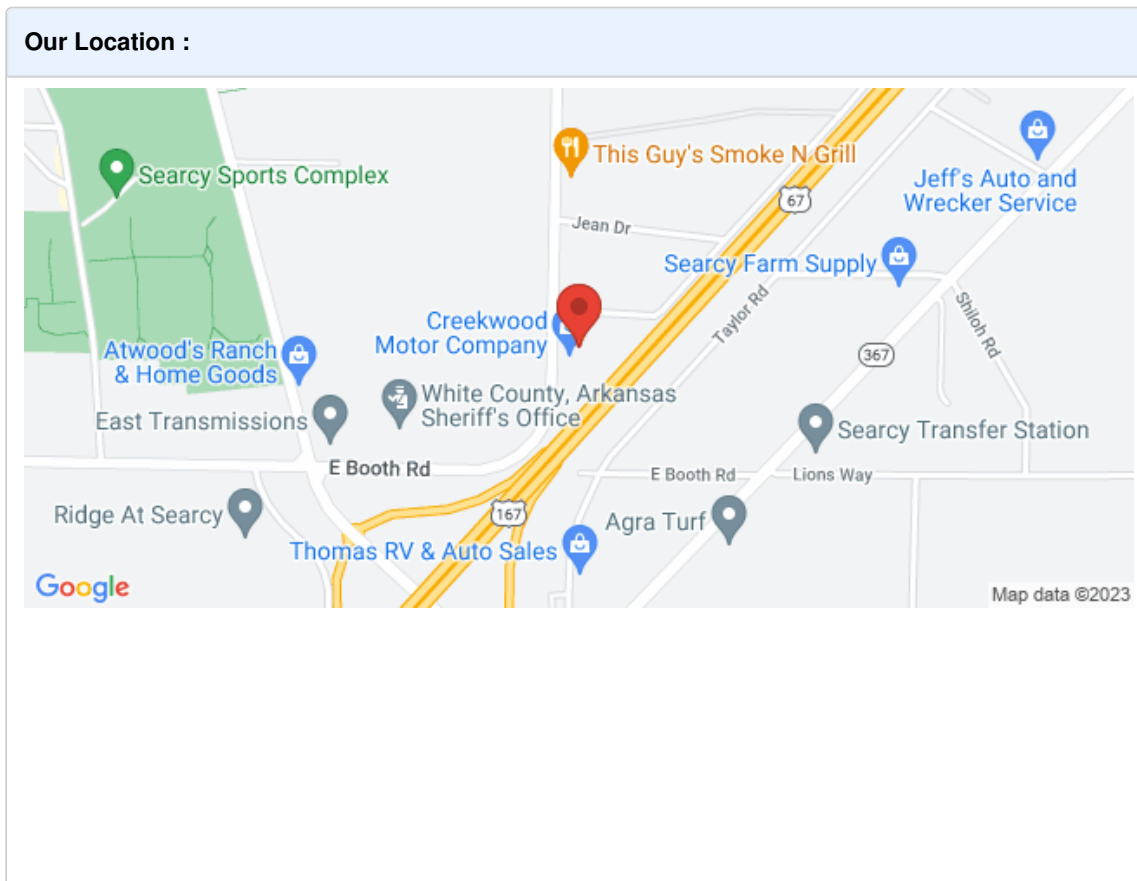 Our Location :
This Guy's Smoke N Grill
Searcy Sports Complex
Jeff's Auto and
Wrecker Service
67
Jean Dr
Searcy Farm Supply
Taylor Rd
Shiloh Rd
Creekwood
Motor Company
Atwood's Ranch
& Home Goods
367
White County, Arkansas
Sheriff's Office
East Transmissions
Searcy Transfer Station
E Booth Rd
E Booth Rd
Lions Way
Ridge At Searcy
167
Agra Turf
Thomas RV & Auto Sales
Google
Map data ©2023